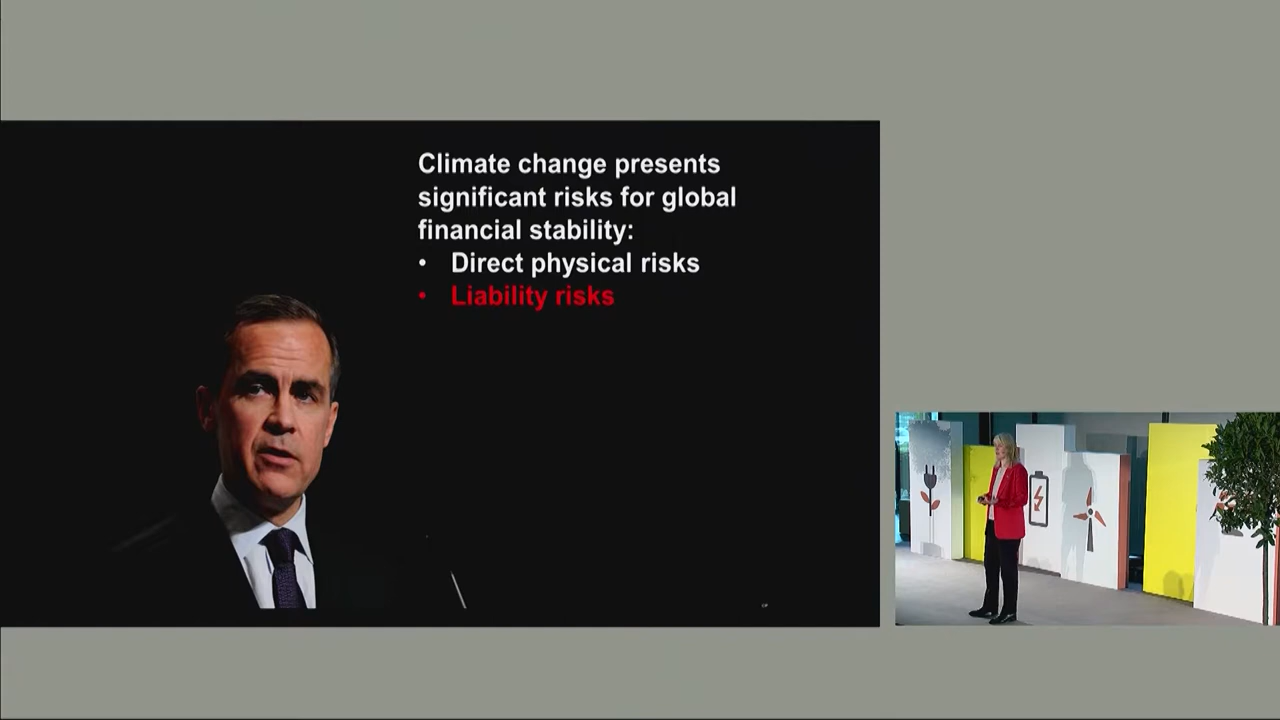 Climate change presents
significant risks for global
financial stability:
• Direct physical risks
• Liability risks